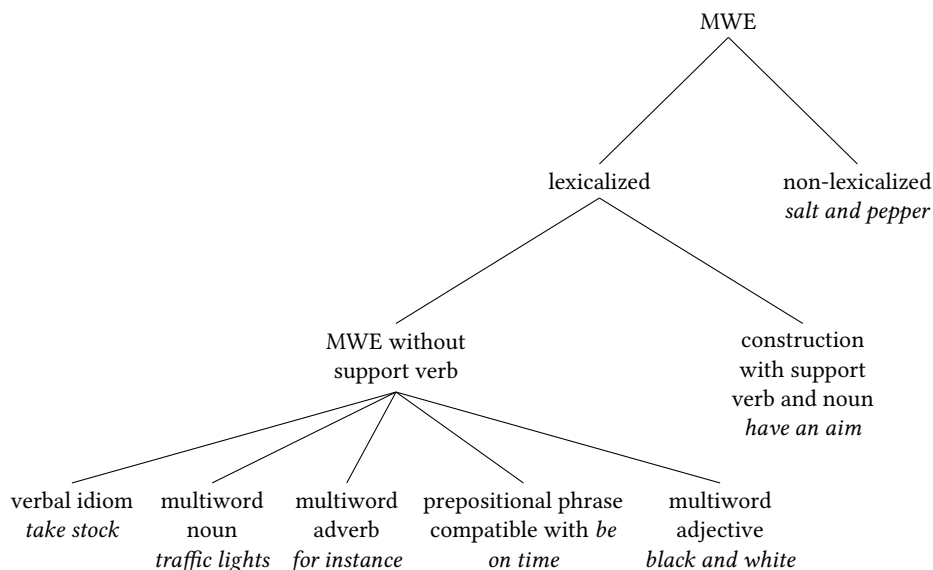 MWE
lexicalized
non-lexicalized
salt and pepper
MWE without
support verb
construction
with support
verb and noun
have an aim
verbal idiom
take stock
multiword
noun
traffic lights
multiword
adverb
for instance
prepositional phrase
compatible with be
on time
multiword
adjective
black and white